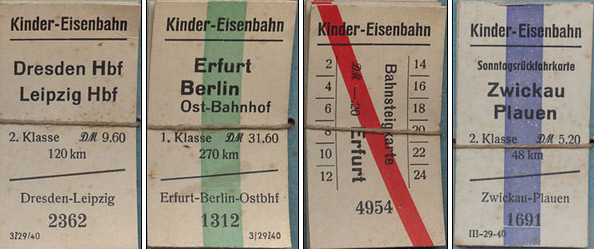 Kinder-Eisenbahn
Dresden Hbf
Leipzig Hbf
2. Klasse DM 9.60
120 km
Dresden-Leipzig
2362
3/29/40
Kinder-Eisenbahn
Erfurt
Berlin
Ost-Bahnhof
1. Klasse DM 31.60
270 km
Erfurt-Berlin-Ostbhf
1312
3/29/40
Kinder-Eisenbahn
2
4
6
8
10
12
Bahnsteigkarte
DM —.20
Erfurt
14
16
18
20
22
24
4954
Kinder-Eisenbahn
Sonntagsrückfahrkarte
Zwickau
Plauen
2. Klasse DM 5,20
48 km
Zwickau-Plauen
1691
III-29-40